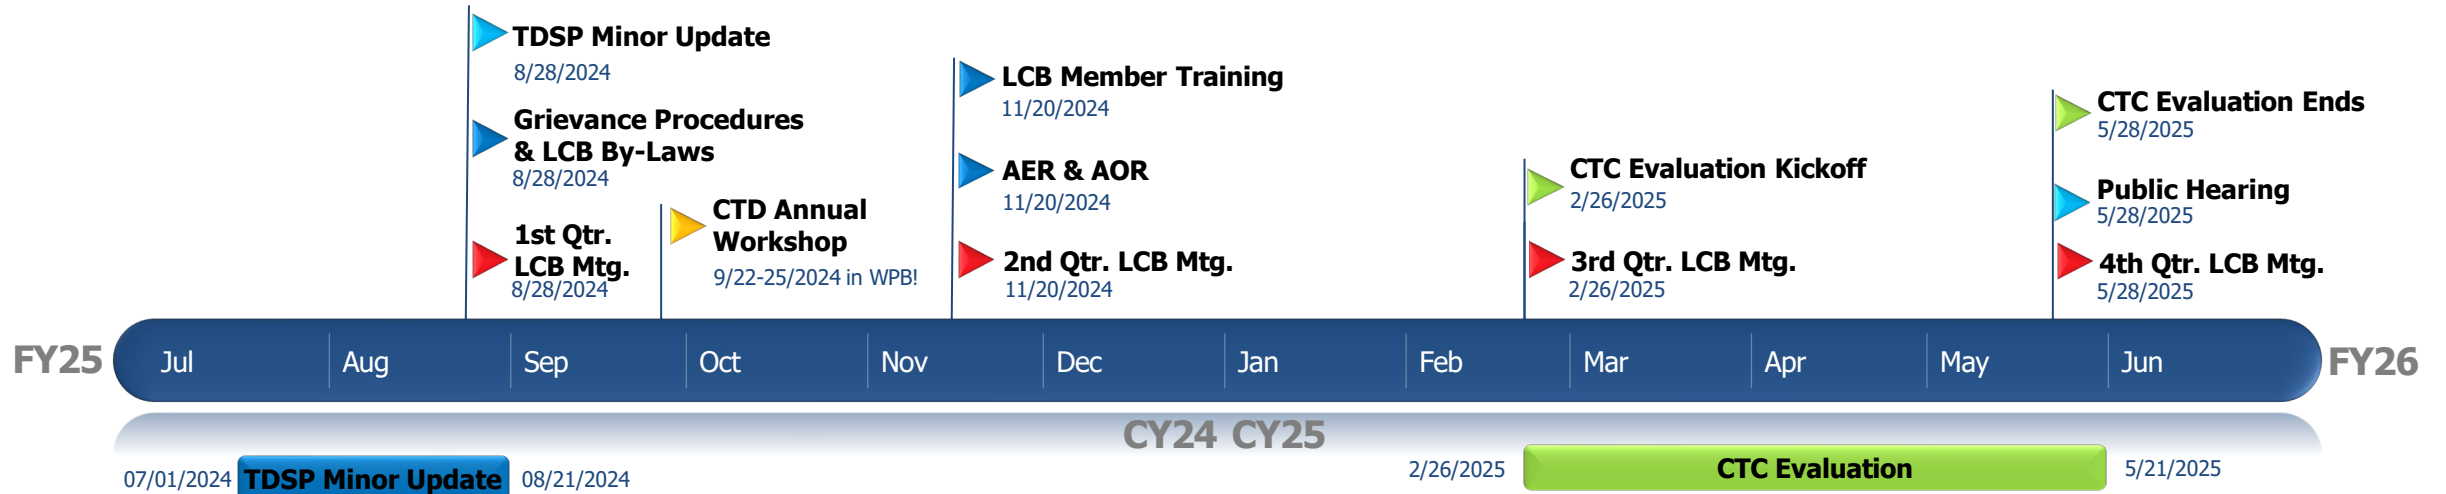 TDSP Minor Update
8/28/2024
Grievance Procedures
& LCB By-Laws
8/28/2024
1st Qtr.
LCB Mtg.
8/28/2024
CTD Annual
Workshop
9/22-25/2024 in WPB!
LCB Member Training
11/20/2024
AER & AOR
11/20/2024
2nd Qtr. LCB Mtg.
11/20/2024
CTC Evaluation Kickoff
2/26/2025
3rd Qtr. LCB Mtg.
2/26/2025
CTC Evaluation Ends
5/28/2025
Public Hearing
5/28/2025
4th Qtr. LCB Mtg.
5/28/2025
FY25 Jul Aug Sep Oct Nov Dec Jan Feb Mar Apr May Jun FY26
CY24 CY25
07/01/2024 TDSP Minor Update 08/21/2024
2/26/2025 CTC Evaluation 5/21/2025